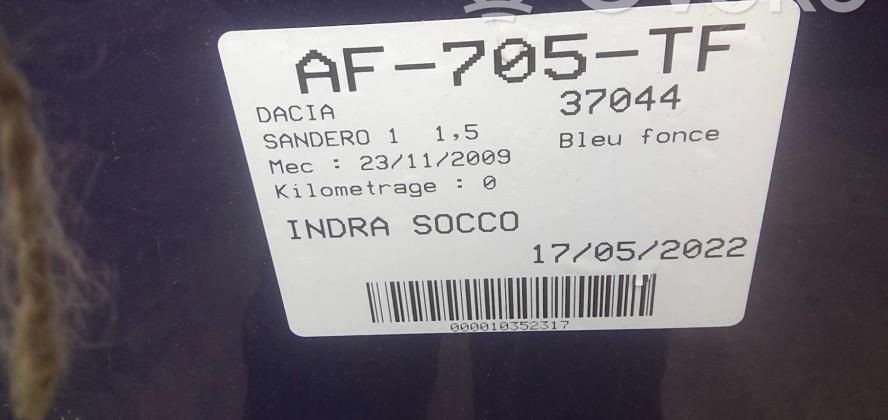 AF-705-TF
DACIA 37044
SANDERO 1 1,5 Bleu fonce
Mec : 23/11/2009
Kilometrage : 0
INDRA SOCCO
17/05/2022
000010352317